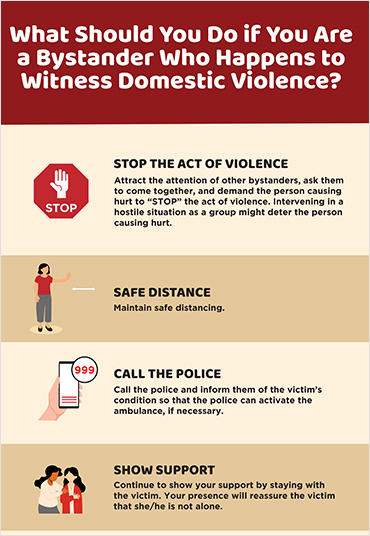 What Should You Do if You Are
a Bystander Who Happens to
Witness Domestic Violence?
STOP
STOP THE ACT OF VIOLENCE
Attract the attention of other bystanders, ask them
to come together, and demand the person causing
hurt to “STOP” the act of violence. Intervening in a
hostile situation as a group might deter the person
causing hurt.
SAFE DISTANCE
Maintain safe distancing.
999
CALL THE POLICE
Call the police and inform them of the victim’s
condition so that the police can activate the
ambulance, if necessary.
SHOW SUPPORT
Continue to show your support by staying with
the victim. Your presence will reassure the victim
that she/he is not alone.